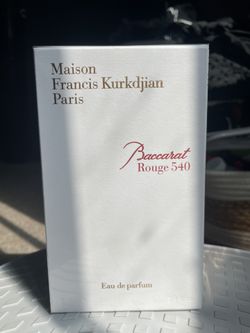 Maison
Francis Kurkdjian
Paris
Baccarat
Rouge 540
Eau de parfum